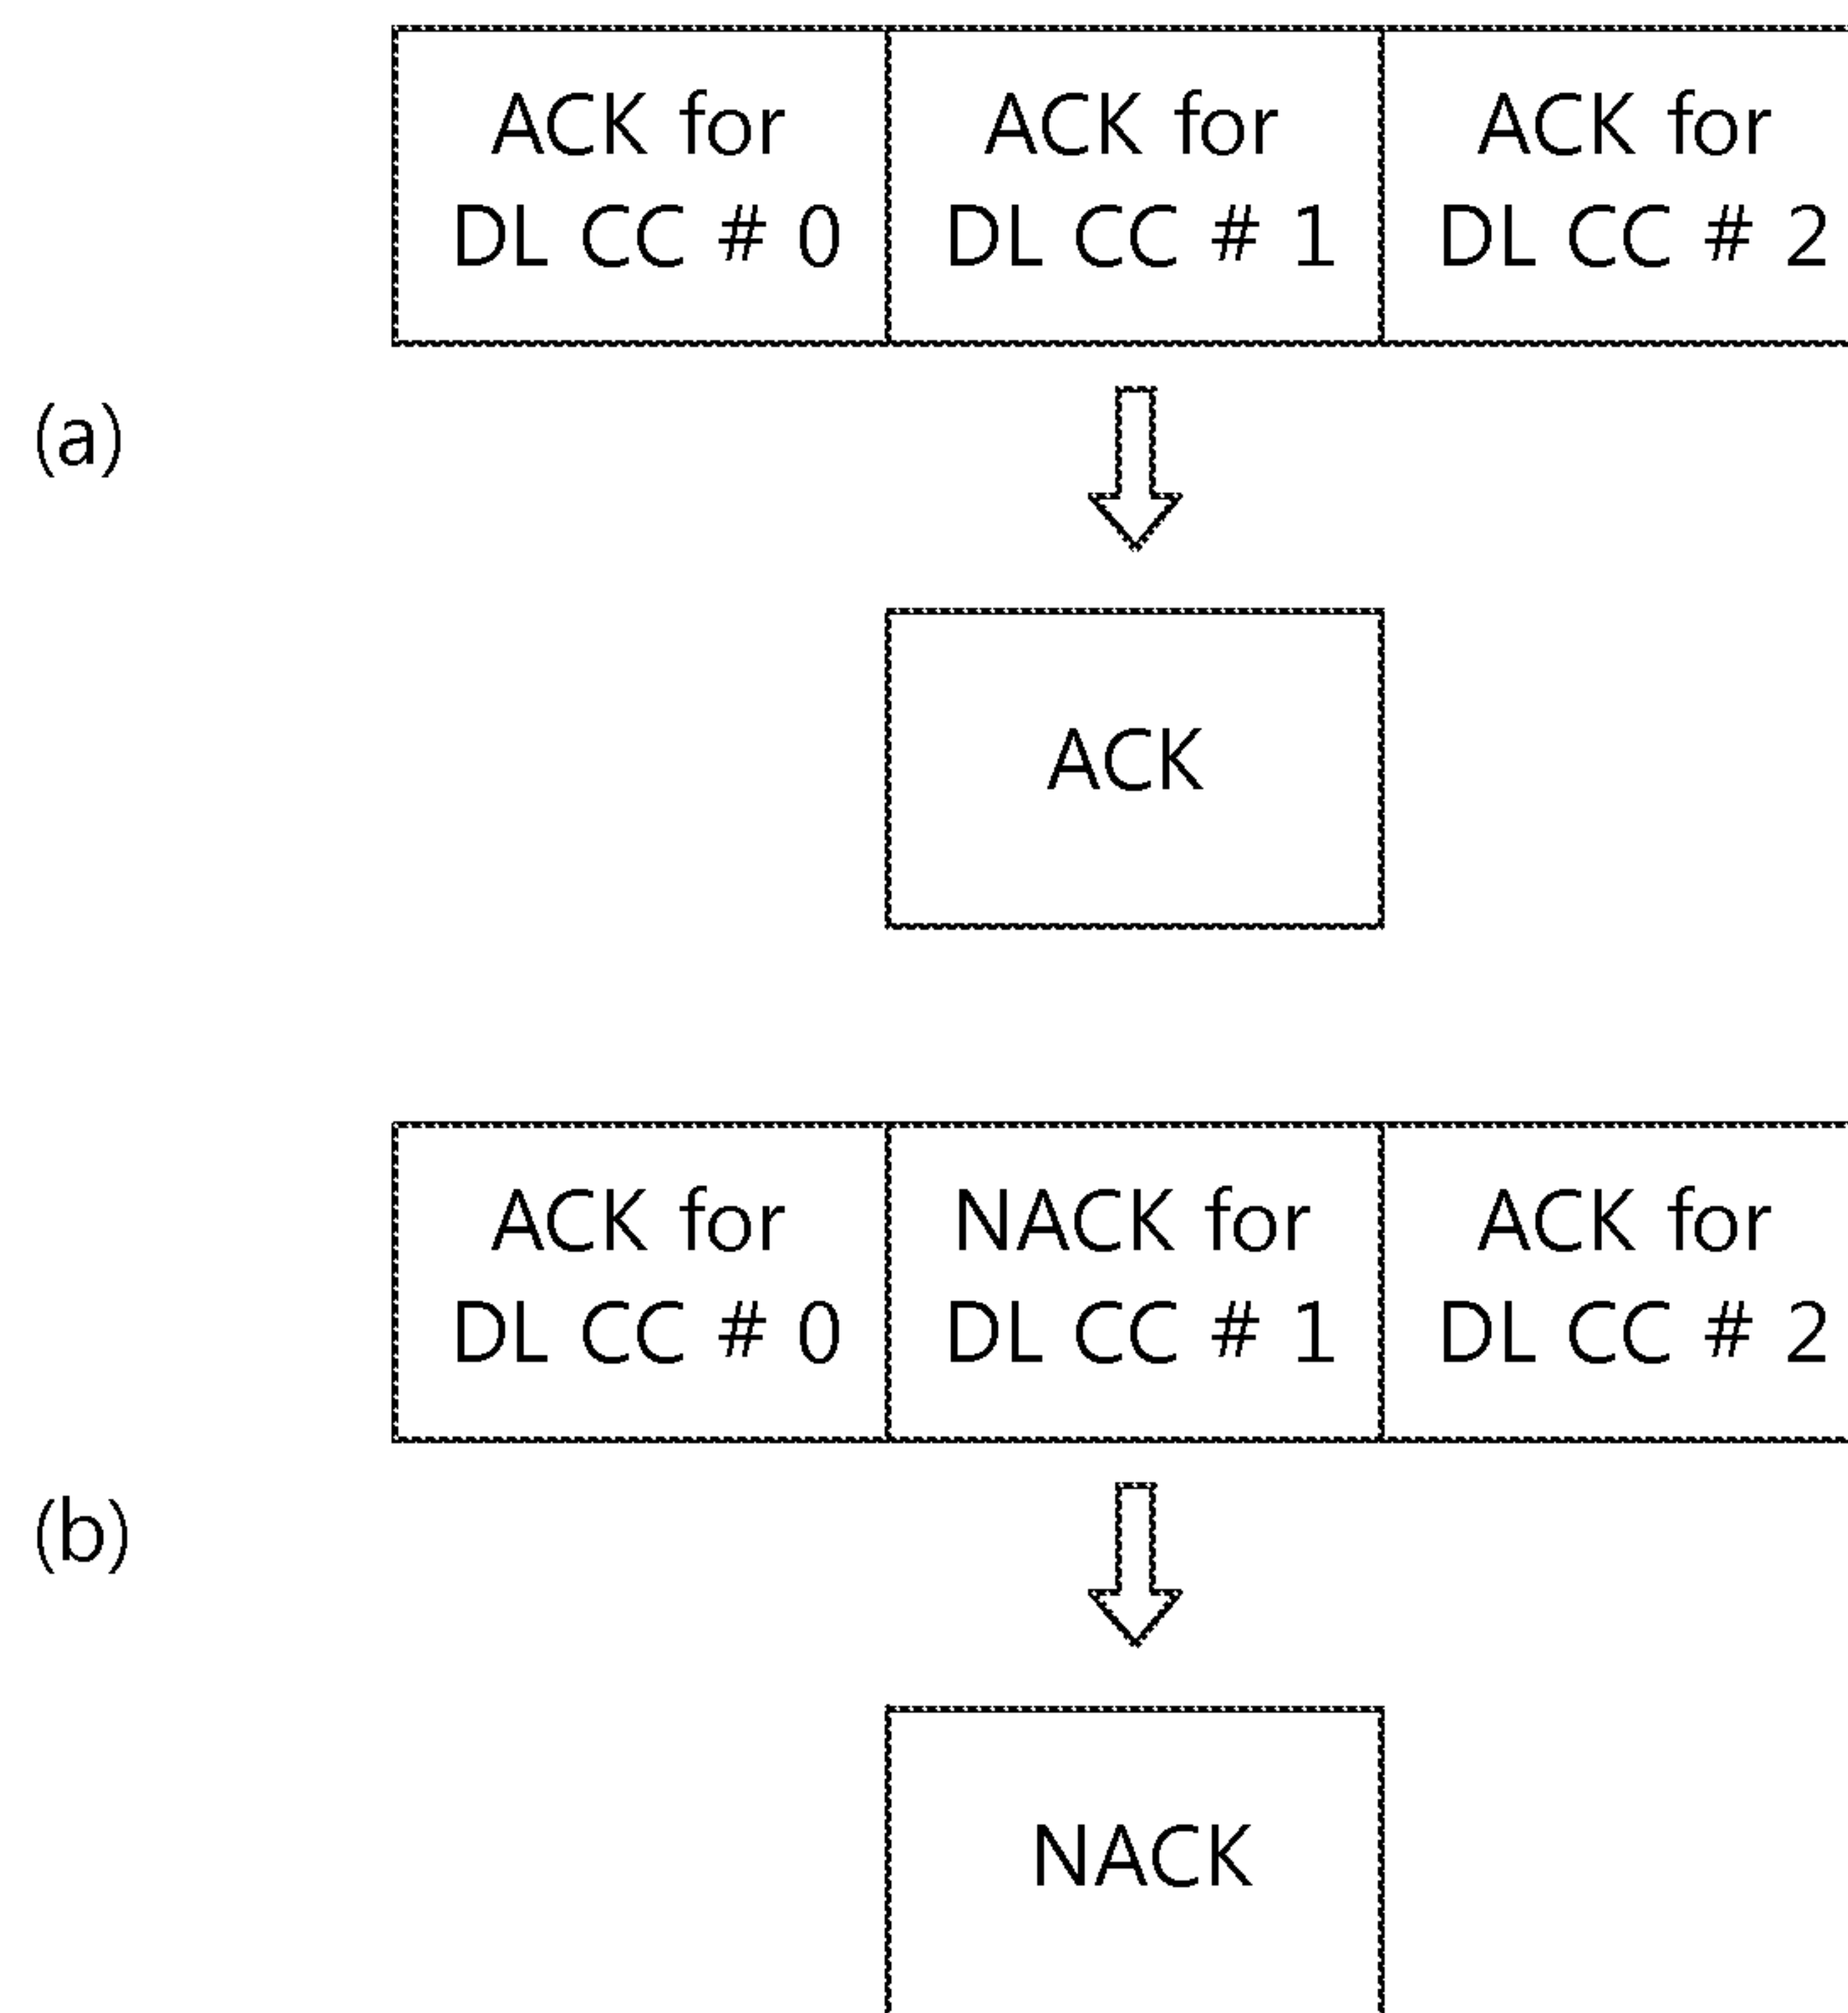 ACK for
DL CC # 0
ACK for
DL CC # 1
ACK for
DL CC # 2
(a)
ACK
ACK for
DL CC # 0
NACK for
DL CC # 1
ACK for
DL CC # 2
(b)
NACK